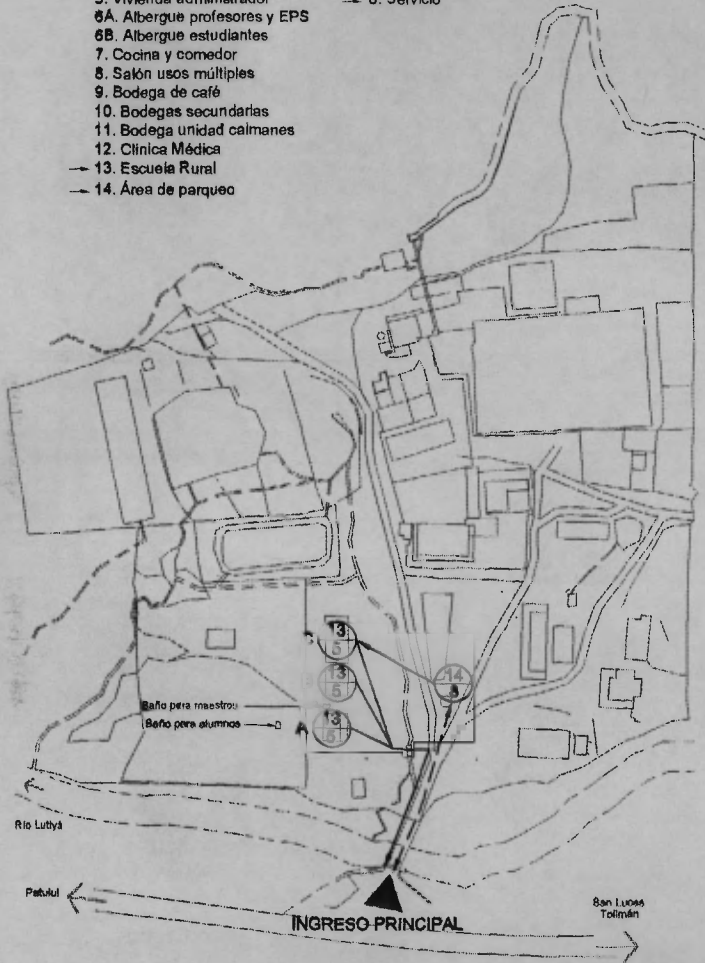 5. Vivienda administrador
6. Servicio
6A. Albergue profesores y EPS
6B. Albergue estudiantes
7. Cocina y comedor
8. Salón usos múltiples
9. Bodega de café
10. Bodegas secundarias
11. Bodega unidad caimanes
12. Clínica Médica
13. Escuela Rural
14. Área de parqueo
13
5
13
5
14
13
5
A
Baño para maestros
Baño para alumnos
Río Lutiyá
Patulul
San Lucas
Tolimán
INGRESO PRINCIPAL